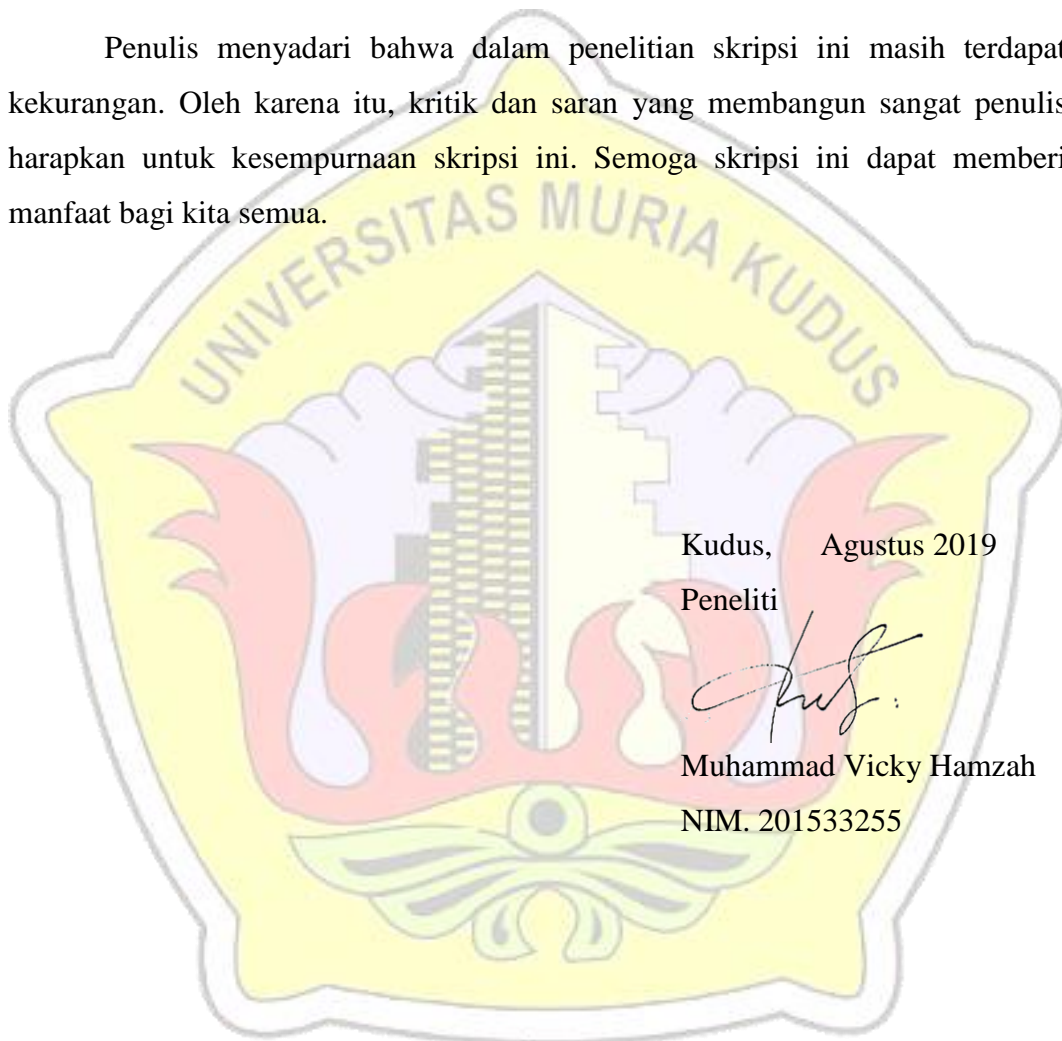 Penulis menyadari bahwa dalam penelitian skripsi ini masih terdapat
kekurangan. Oleh karena itu, kritik dan saran yang membangun sangat penulis
harapkan untuk kesempurnaan skripsi ini. Semoga skripsi ini dapat memberi
manfaat bagi kita semua.
UNIVERSITAS MURIA KUDUS
Kudus, Agustus 2019
Peneliti
Muhammad Vicky Hamzah
NIM. 201533255